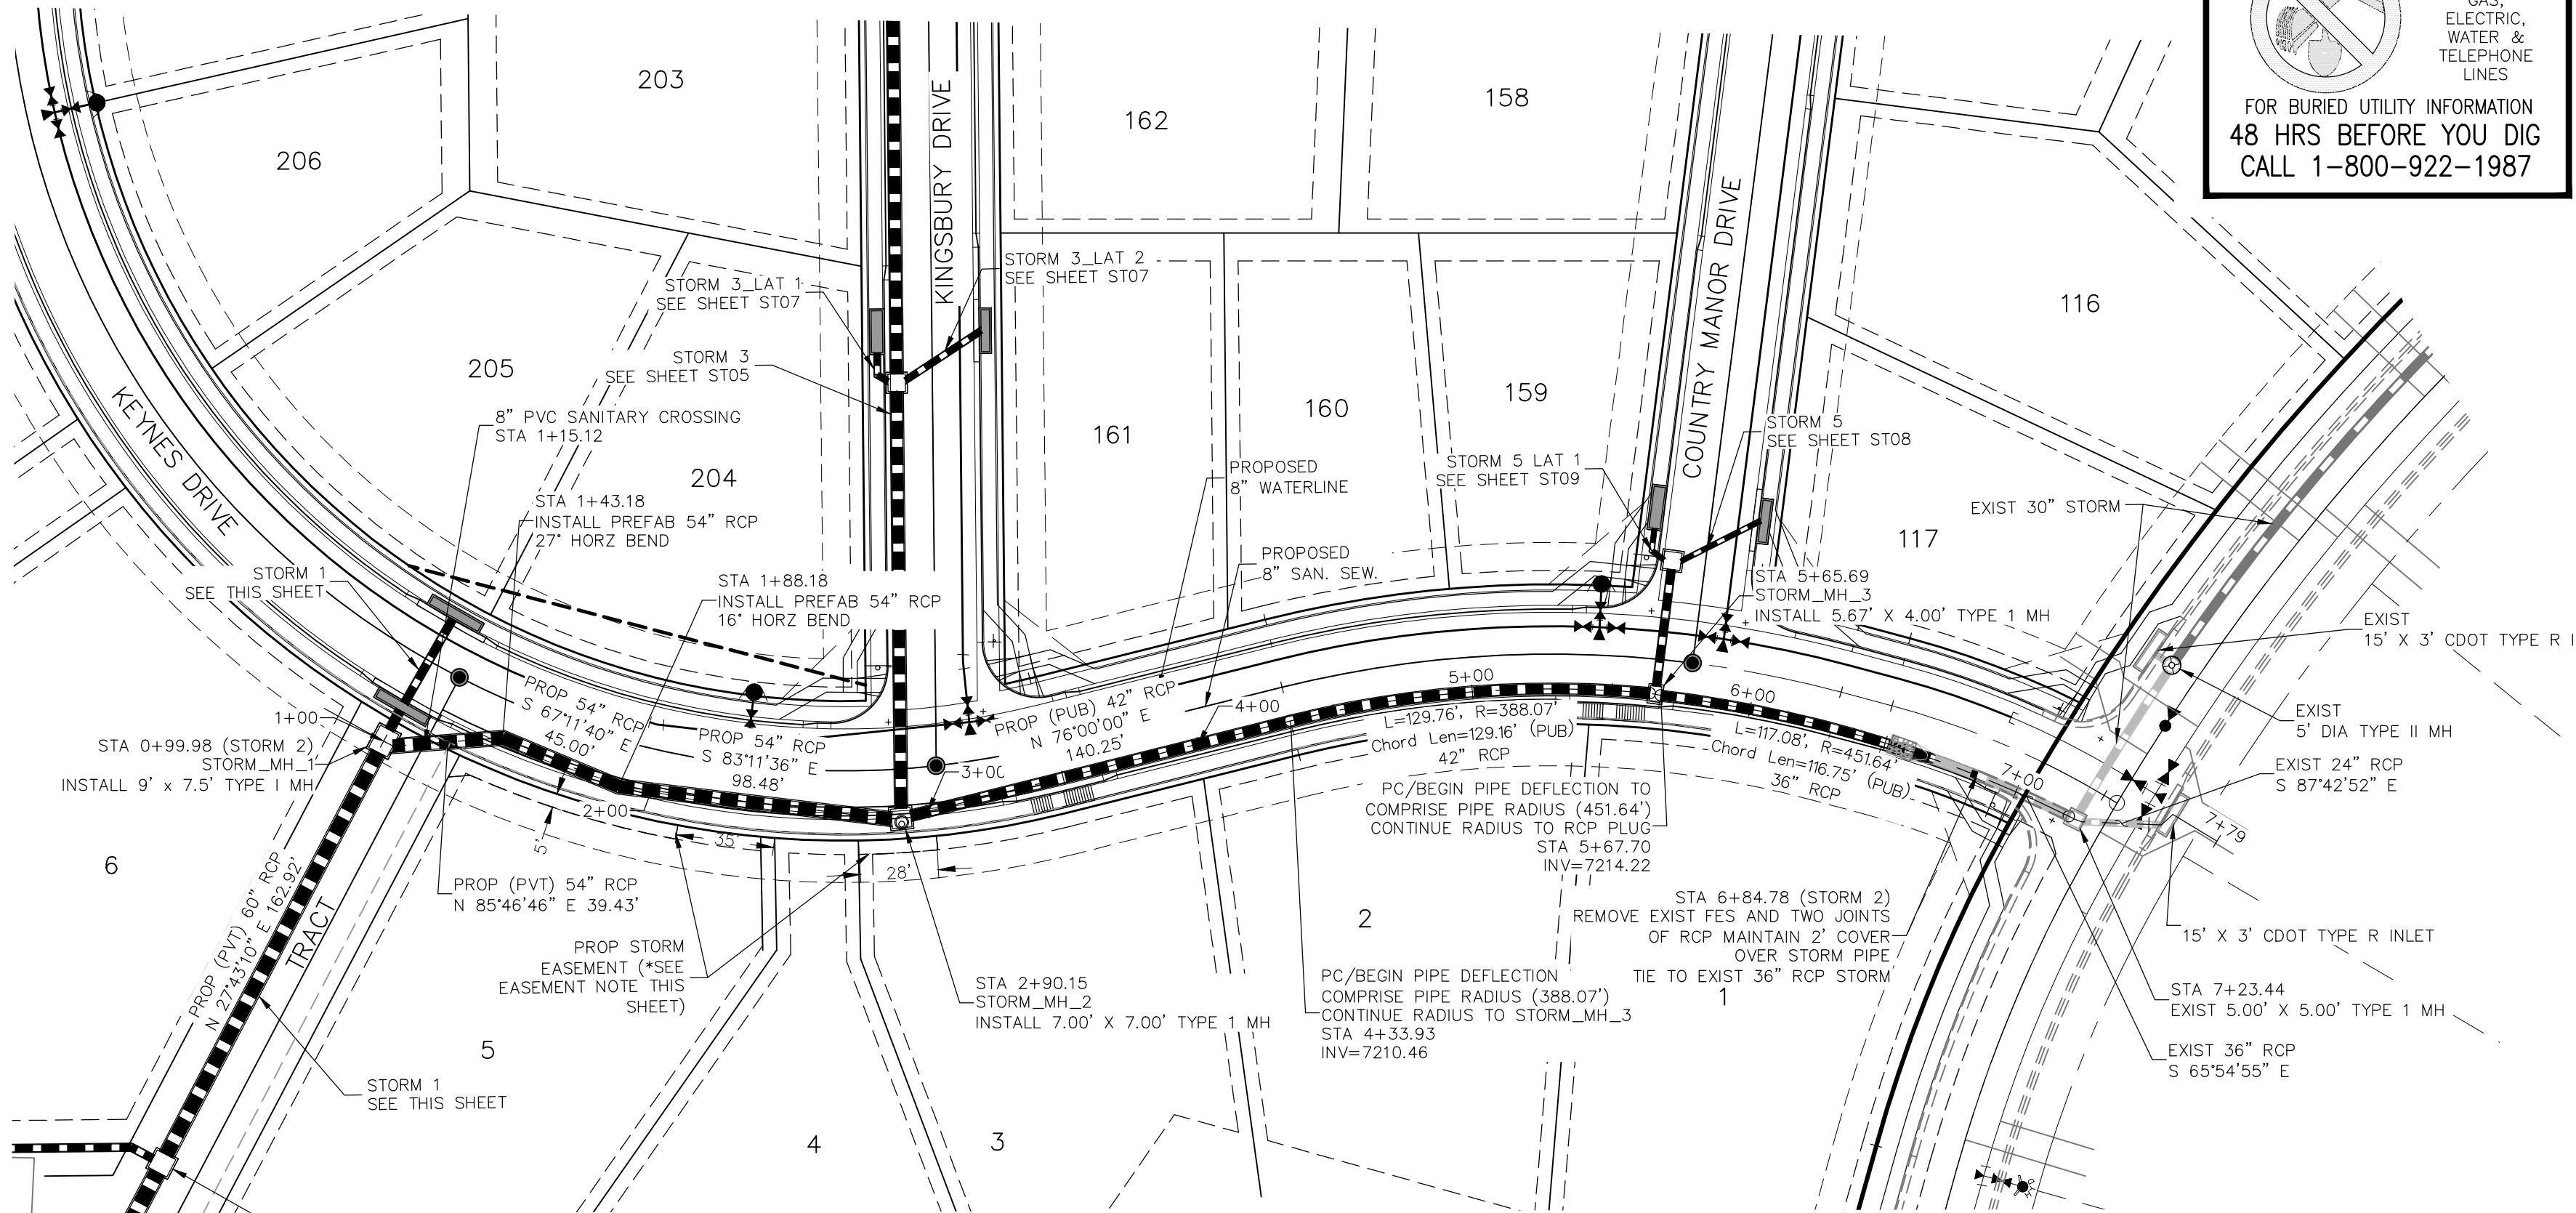 GAS,
ELECTRIC,
WATER &
TELEPHONE
LINES
FOR BURIED UTILITY INFORMATION
48 HRS BEFORE YOU DIG
CALL 1-800-922-1987
203
206
162
158
KINGSBURY DRIVE
COUNTRY MANOR DRIVE
KEYNES DRIVE
116
STORM 3_LAT 1
SEE SHEET ST07
STORM 3_LAT 2
SEE SHEET ST07
205
STORM 3
SEE SHEET ST05
8" PVC SANITARY CROSSING
STA 1+15.12
161
160
159
204
STA 1+43.18
INSTALL PREFAB 54" RCP
27° HORZ BEND
PROPOSED
8" WATERLINE
STORM 5 LAT 1
SEE SHEET ST09
STORM 5
SEE SHEET ST08
EXIST 30" STORM
117
STORM 1
SEE THIS SHEET
STA 1+88.18
INSTALL PREFAB 54" RCP
16° HORZ BEND
PROPOSED
8" SAN. SEW.
STA 5+65.69
STORM_MH_3
INSTALL 5.67' X 4.00' TYPE 1 MH
EXIST
15' X 3' CDOT TYPE R I
1+00
STA 0+99.98 (STORM 2)
STORM_MH_1
INSTALL 9' x 7.5' TYPE I MH
PROP 54" RCP
S 67°11'40" E
45.00'
PROP 54" RCP
S 83°11'36" E
98.48'
2+00
3+00
PROP (PUB) 42" RCP
N 76°00'00" E
140.25'
4+00
5+00
L=129.76', R=388.07'
Chord Len=129.16' (PUB)
42" RCP
6+00
L=117.08', R=451.64'
Chord Len=116.75' (PUB)
36" RCP
7+00
EXIST
5' DIA TYPE II MH
EXIST 24" RCP
S 87°42'52" E
7+79
PC/BEGIN PIPE DEFLECTION TO
COMPRISE PIPE RADIUS (451.64')
CONTINUE RADIUS TO RCP PLUG
STA 5+67.70
INV=7214.22
5'
35'
28'
6
PROP (PVT) 60" RCP
N 27°43'10" E 162.92'
TRACT
PROP (PVT) 54" RCP
N 85°46'46" E 39.43'
PROP STORM
EASEMENT (*SEE
EASEMENT NOTE THIS
SHEET)
STA 2+90.15
STORM_MH_2
INSTALL 7.00' X 7.00' TYPE 1 MH
2
PC/BEGIN PIPE DEFLECTION
COMPRISE PIPE RADIUS (388.07')
CONTINUE RADIUS TO STORM_MH_3
STA 4+33.93
INV=7210.46
STA 6+84.78 (STORM 2)
REMOVE EXIST FES AND TWO JOINTS
OF RCP MAINTAIN 2' COVER
OVER STORM PIPE
TIE TO EXIST 36" RCP STORM
1
15' X 3' CDOT TYPE R INLET
STA 7+23.44
EXIST 5.00' X 5.00' TYPE 1 MH
EXIST 36" RCP
S 65°54'55" E
5
STORM 1
SEE THIS SHEET
4
3